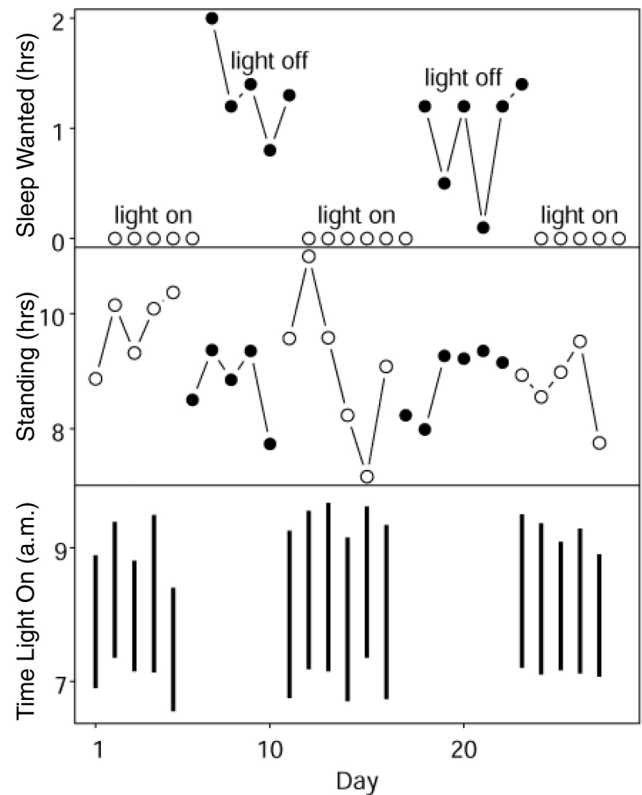 Sleep Wanted (hrs)
2
1
0
light off
light off
light on
light on
light on
Standing (hrs)
10
8
Time Light On (a.m.)
9
7
1
10
20
Day